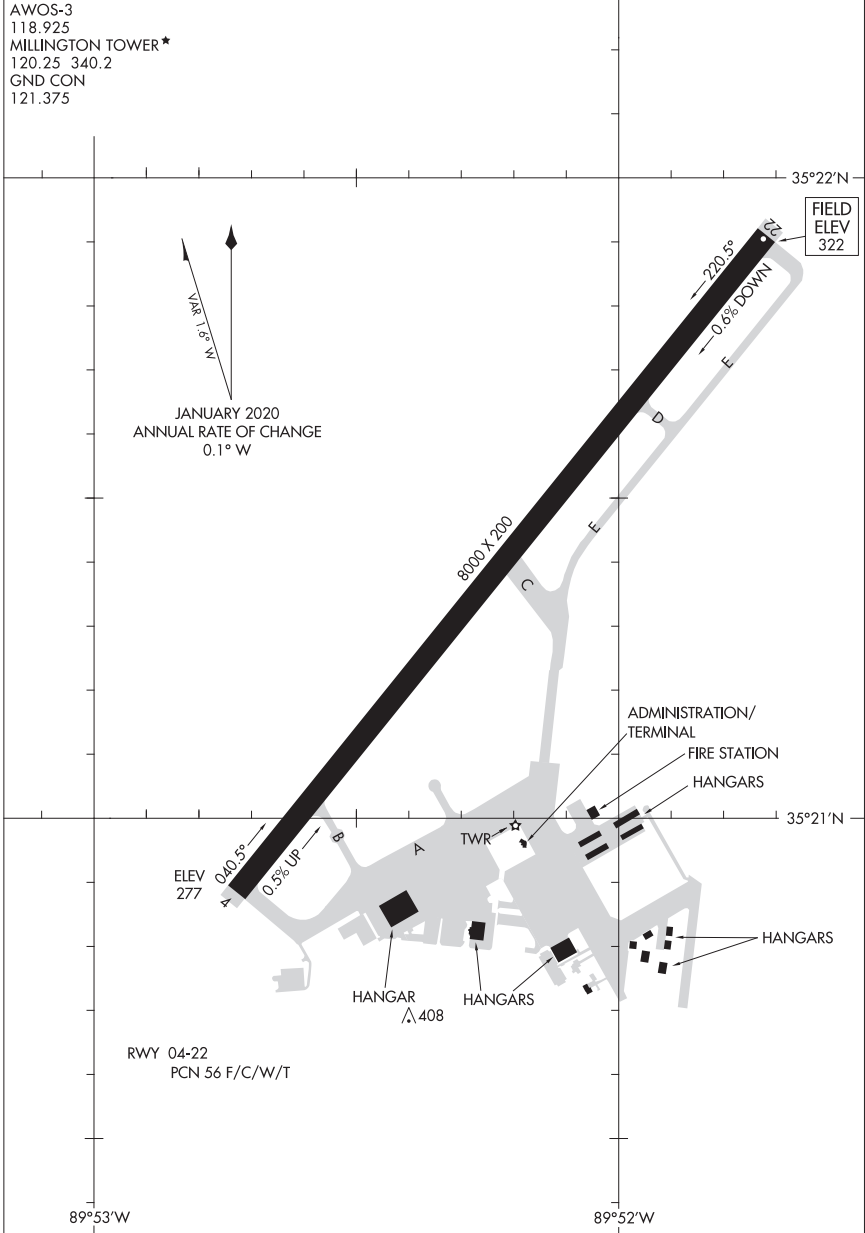 AWOS-3
118.925
MILLINGTON TOWER★
120.25 340.2
GND CON
121.375
35°22'N
FIELD
ELEV
322
22
220.5°
0.6% DOWN
VAR 1.6° W
E
JANUARY 2020
ANNUAL RATE OF CHANGE
0.1° W
D
E
8000 X 200
C
ADMINISTRATION/
TERMINAL
FIRE STATION
HANGARS
35°21'N
TWR
B
A
040.5°
0.5% UP
ELEV
277
4
HANGARS
HANGAR
HANGARS
408
RWY 04-22
PCN 56 F/C/W/T
89°53'W
89°52'W